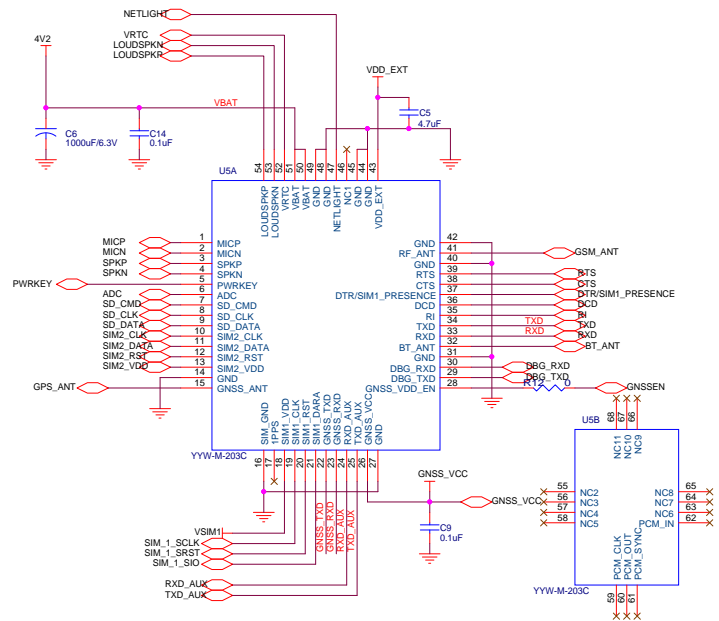 NETLIGHT
VRTC
LOUDSPKN
LOUDSPKP
4V2
VDD_EXT
VBAT
C6
1000uF/6.3V
C14
0.1uF
C5
4.7uF
U5A
54 53 52 51 50 49 48 47 46 45 44 43
LOUDSPKP
LOUDSPKN
VRTC
VBAT
VBAT
GND
GND
NETLIGHT
NC1
GND
GND
VDD_EXT
MICP 1 MICP
MICN 2 MICN
SPKP 3 SPKP
SPKN 4 SPKN
PWRKEY 5 PWRKEY
ADC 6 ADC
SD_CMD 7 SD_CMD
SD_CLK 8 SD_CLK
SD_DATA 9 SD_DATA
SIM2_CLK 10 SIM2_CLK
SIM2_DATA 11 SIM2_DATA
SIM2_RST 12 SIM2_RST
SIM2_VDD 13 SIM2_VDD
14 GND
GPS_ANT 15 GNSS_ANT
GND 42
RF_ANT 41 GSM_ANT
GND 40
RTS 39 RTS
CTS 38 CTS
DTR/SIM1_PRESENCE 37 DTR/SIM1_PRESENCE
DCD 36 DCD
RI 35 RI
TXD 34 TXD TXD
RXD 33 RXD RXD
BT_ANT 32 BT_ANT
GND 31
DBG_RXD 30 DBG_RXD
DBG_TXD 29 DBG_TXD
GNSS_VDD_EN 28 R12 0 GNSSEN
SIM_GND
1PPS
SIM1_VDD
SIM1_CLK
SIM1_RST
SIM1_DARA
GNSS_TXD
GNSS_RXD
RXD_AUX
TXD_AUX
GNSS_VCC
GND
YYW-M-203C
16 17 18 19 20 21 22 23 24 25 26 27
GNSS_TXD
GNSS_RXD
RXD_AUX
TXD_AUX
VSIM1
SIM_1_SCLK
SIM_1_SRST
SIM_1_SIO
RXD_AUX
TXD_AUX
GNSS_VCC
GNSS_VCC
C9
0.1uF
U5B
68 67 66
NC11
NC10
NC9
55 NC2
56 NC3
57 NC4
58 NC5
NC8 65
NC7 64
NC6 63
PCM_IN 62
PCM_CLK
PCM_OUT
PCM_SYNC
YYW-M-203C
59 60 61